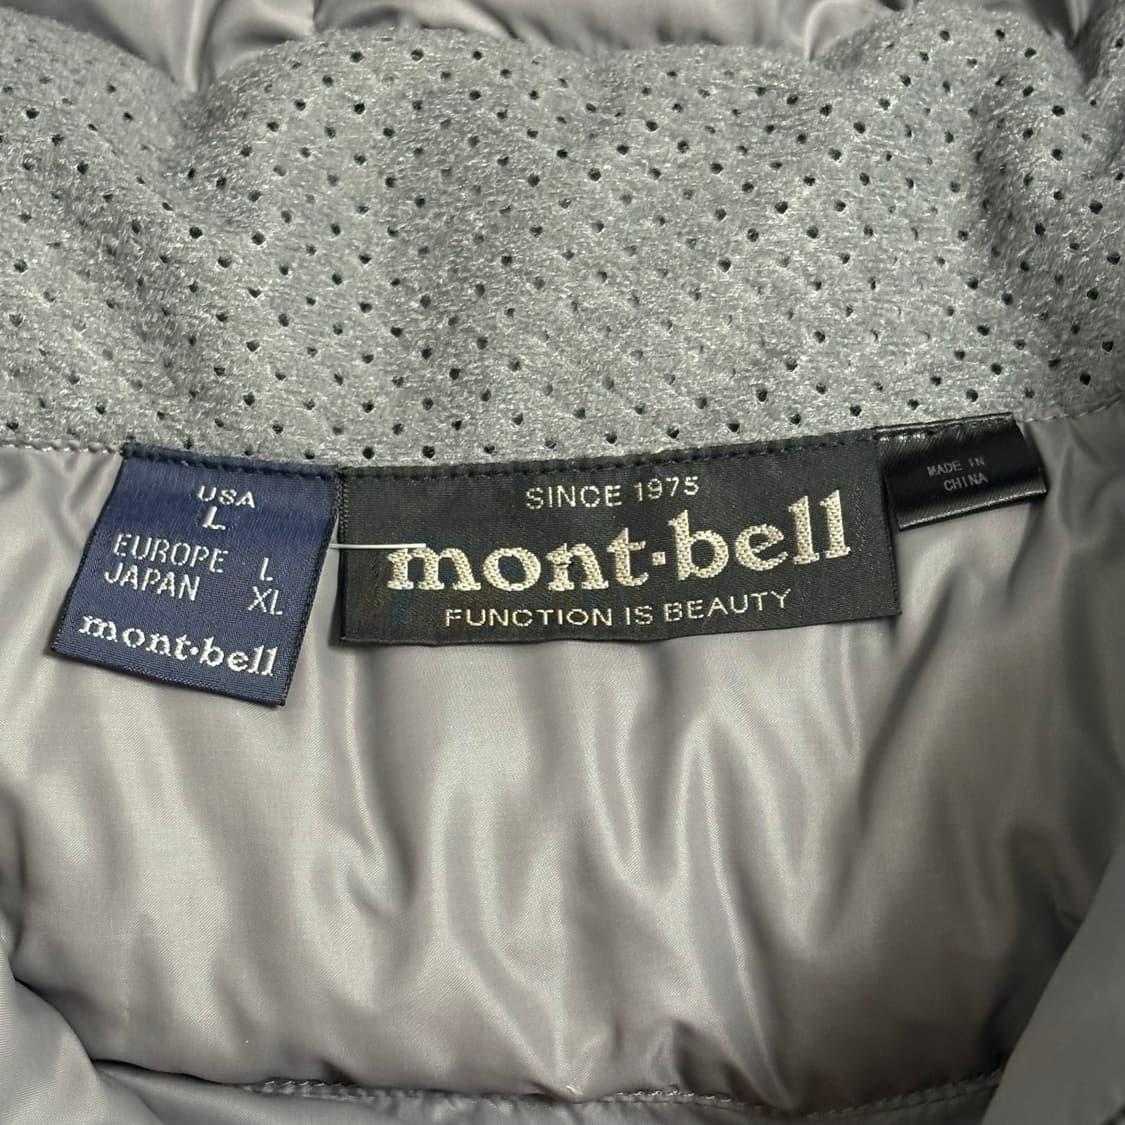 USA
L
EUROPE L
JAPAN XL
mont·bell
SINCE 1975
mont·bell
FUNCTION IS BEAUTY
MADE IN
CHINA